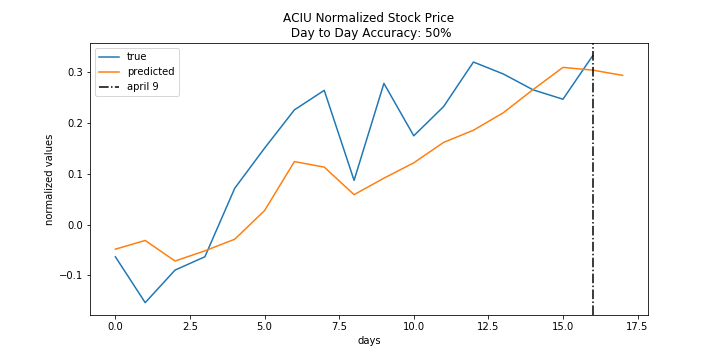 ACIU Normalized Stock Price
Day to Day Accuracy: 50%
true
predicted
april 9
normalized values
0.3
0.2
0.1
0.0
−0.1
0.0
2.5
5.0
7.5
10.0
12.5
15.0
17.5
days